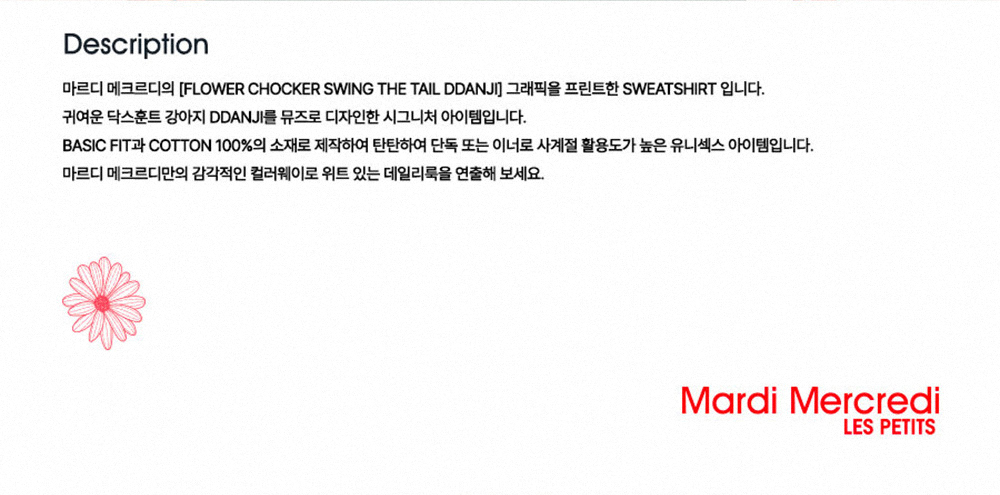 Description
마르디 메크르디의 [FLOWER CHOCKER SWING THE TAIL DDANJI] 그래픽을 프린트한 SWEATSHIRT 입니다.
귀여운 닥스훈트 강아지 DDANJI를 뮤즈로 디자인한 시그니처 아이템입니다.
BASIC FIT과 COTTON 100%의 소재로 제작하여 탄탄하여 단독 또는 이너로 사계절 활용도가 높은 유니섹스 아이템입니다.
마르디 메크르디만의 감각적인 컬러웨이로 위트 있는 데일리룩을 연출해 보세요.
Mardi Mercredi
LES PETITS